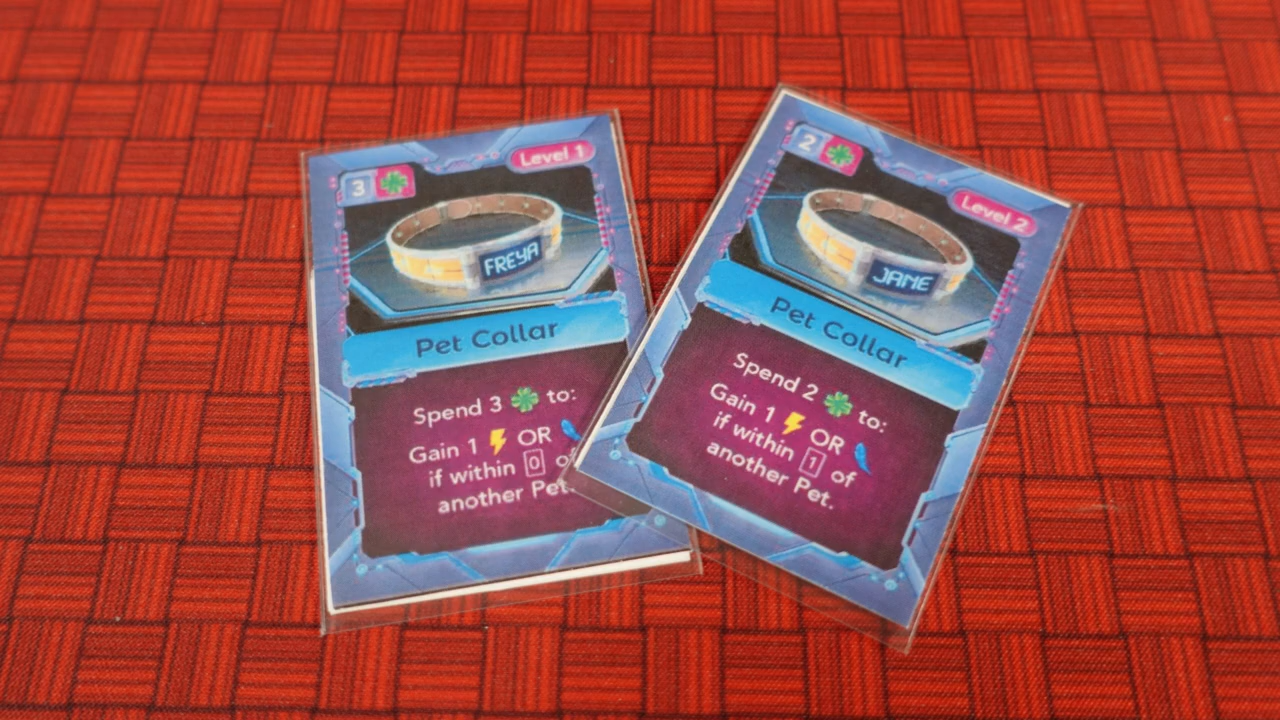 3
Level 1
FREYA
Pet Collar
Spend 3 to:
Gain 1 OR
if within 0 of
another Pet.
2
Level 2
JANE
Pet Collar
Spend 2 to:
Gain 1 OR
if within 1 of
another Pet.